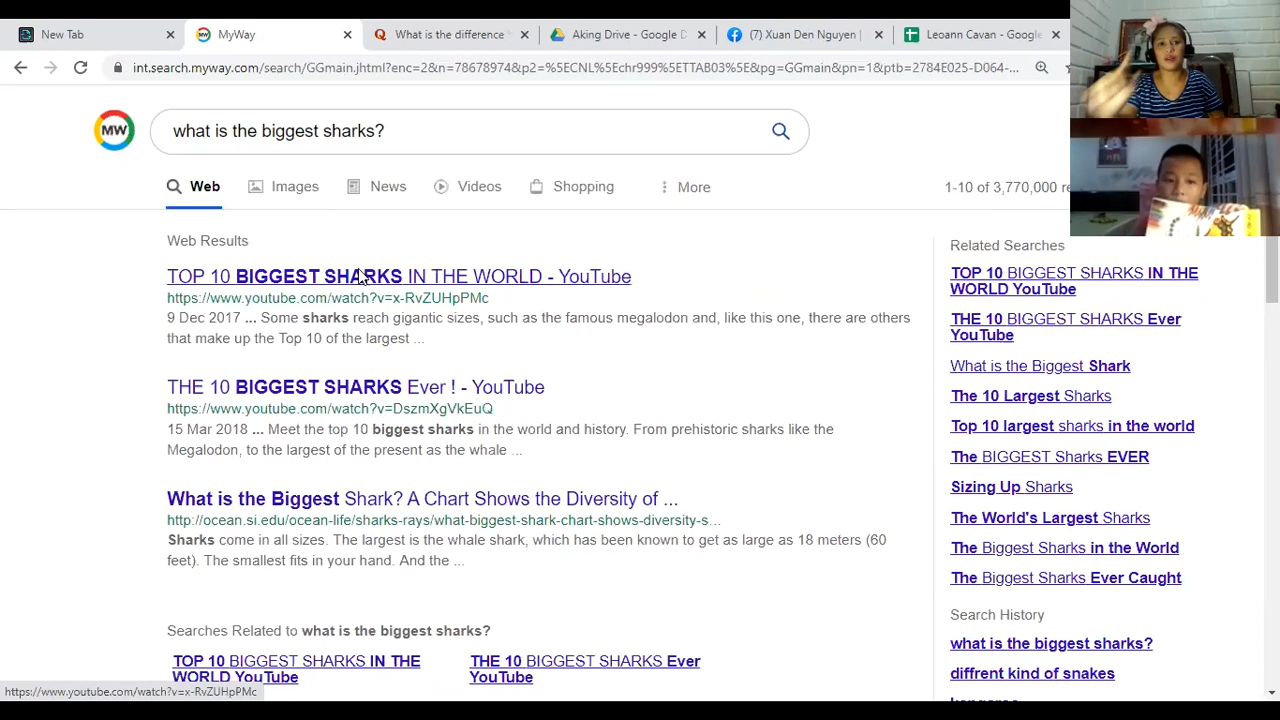 New Tab
MyWay
What is the difference
Aking Drive - Google D
(7) Xuan Den Nguyen |
Leoann Cavan - Google
int.search.myway.com/search/GGmain.jhtml?enc=2&n=786789747&p2=%5ECNL%5Echr999%5ETTAB03%5E&pg=GGmain&pn=1&ptb=2784E025-D064-...
MW
what is the biggest sharks?
Web
Images
News
Videos
Shopping
More
1-10 of 3,770,000 re
Web Results
TOP 10 BIGGEST SHARKS IN THE WORLD - YouTube
https://www.youtube.com/watch?v=x-RvZUHpPMc
9 Dec 2017 ... Some sharks reach gigantic sizes, such as the famous megalodon and, like this one, there are others
that make up the Top 10 of the largest ...
THE 10 BIGGEST SHARKS Ever ! - YouTube
https://www.youtube.com/watch?v=DszmXgVkEuQ
15 Mar 2018 ... Meet the top 10 biggest sharks in the world and history. From prehistoric sharks like the
Megalodon, to the largest of the present as the whale ...
What is the Biggest Shark? A Chart Shows the Diversity of ...
http://ocean.si.edu/ocean-life/sharks-rays/what-biggest-shark-chart-shows-diversity-s...
Sharks come in all sizes. The largest is the whale shark, which has been known to get as large as 18 meters (60
feet). The smallest fits in your hand. And the ...
Searches Related to what is the biggest sharks?
TOP 10 BIGGEST SHARKS IN THE
WORLD YouTube
THE 10 BIGGEST SHARKS Ever
YouTube
Related Searches
TOP 10 BIGGEST SHARKS IN THE
WORLD YouTube
THE 10 BIGGEST SHARKS Ever
YouTube
What is the Biggest Shark
The 10 Largest Sharks
Top 10 largest sharks in the world
The BIGGEST Sharks EVER
Sizing Up Sharks
The World's Largest Sharks
The Biggest Sharks in the World
The Biggest Sharks Ever Caught
Search History
what is the biggest sharks?
diffrent kind of snakes
https://www.youtube.com/watch?v=x-RvZUHpPMc